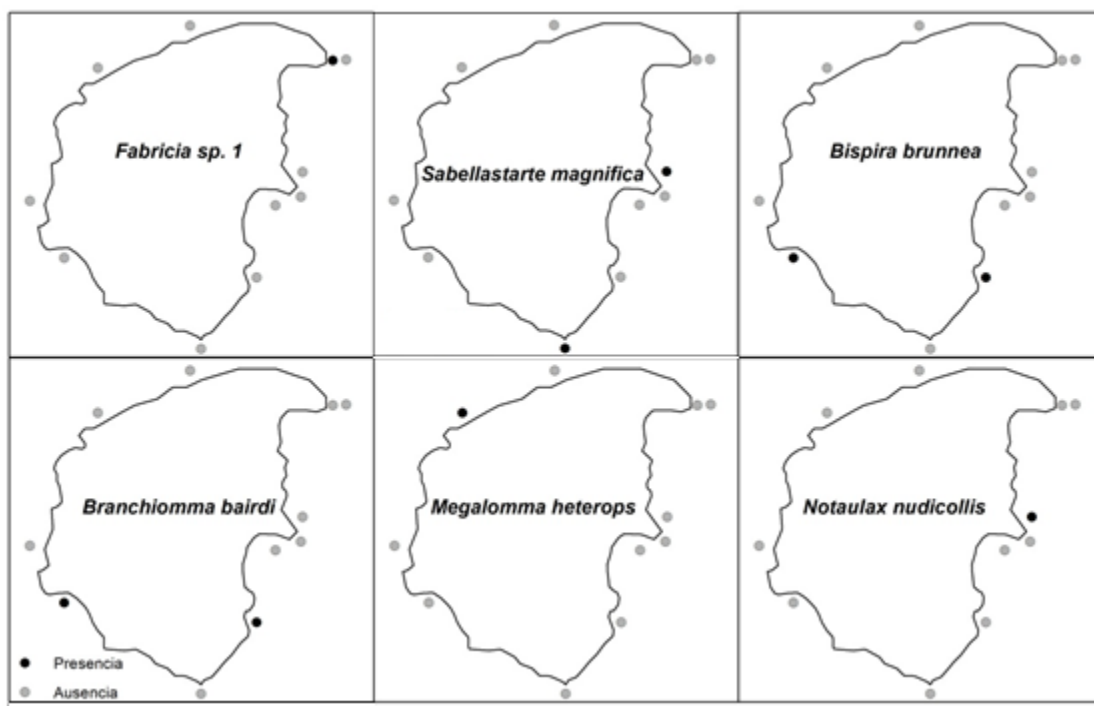 Fabricia sp. 1
Sabellastarte magnifica
Bispira brunnea
Branchiomma bairdi
Megalomma heterops
Notaulax nudicollis
Presencia
Ausencia